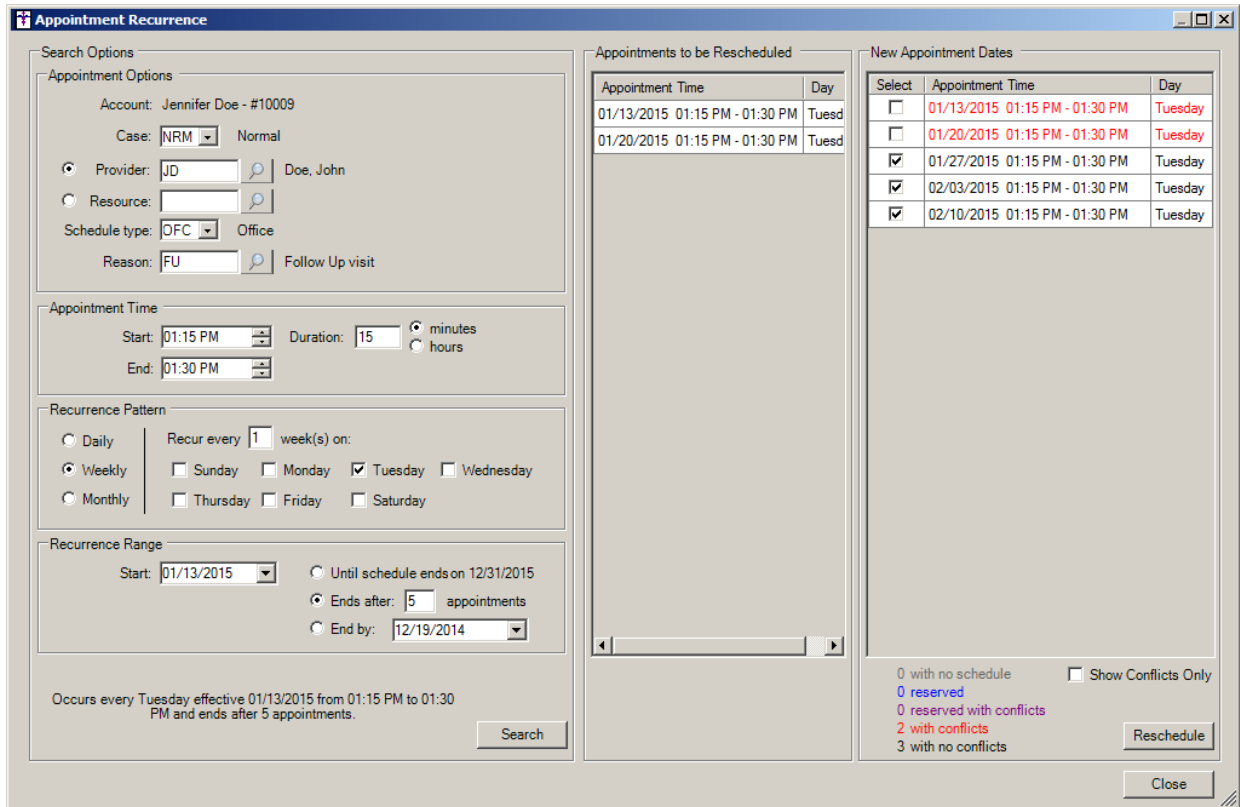 Appointment Recurrence
Search Options
Appointment Options
Account: Jennifer Doe - #10009
Case: NRM Normal
Provider: JD Doe, John
Resource:
Schedule type: OFC Office
Reason: FU Follow Up visit
Appointment Time
Start: 01:15 PM Duration: 15 minutes
hours
End: 01:30 PM
Recurrence Pattern
Daily Recur every 1 week(s) on:
Weekly Sunday Monday Tuesday Wednesday
Monthly Thursday Friday Saturday
Recurrence Range
Start: 01/13/2015 Until schedule ends on 12/31/2015
Ends after: 5 appointments
End by: 12/19/2014
Occurs every Tuesday effective 01/13/2015 from 01:15 PM to 01:30
PM and ends after 5 appointments.
Search
Appointments to be Rescheduled
Appointment Time Day
01/13/2015 01:15 PM - 01:30 PM Tuesd
01/20/2015 01:15 PM - 01:30 PM Tuesd
New Appointment Dates
Select Appointment Time Day
01/13/2015 01:15 PM - 01:30 PM Tuesday
01/20/2015 01:15 PM - 01:30 PM Tuesday
01/27/2015 01:15 PM - 01:30 PM Tuesday
02/03/2015 01:15 PM - 01:30 PM Tuesday
02/10/2015 01:15 PM - 01:30 PM Tuesday
0 with no schedule Show Conflicts Only
0 reserved
0 reserved with conflicts
2 with conflicts
3 with no conflicts
Reschedule
Close